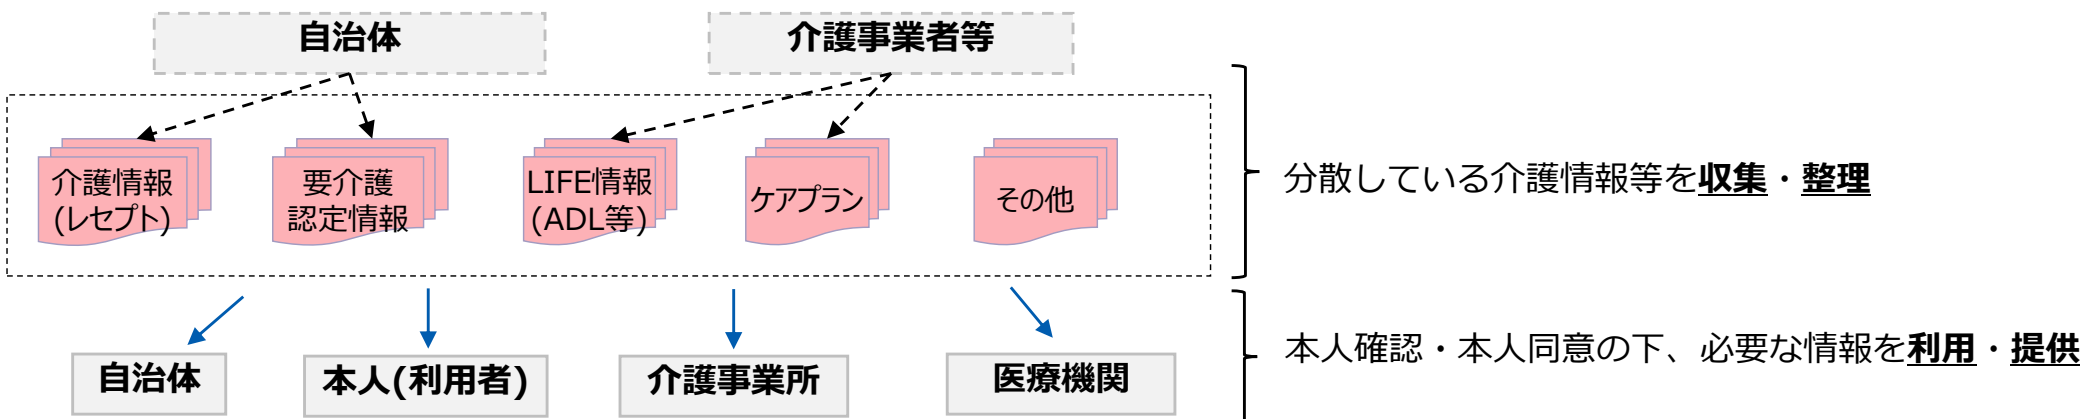 自治体
介護事業者等
介護情報
(レセプト)
要介護
認定情報
LIFE情報
(ADL等)
ケアプラン
その他
分散している介護情報等を収集・整理
自治体
本人(利用者)
介護事業所
医療機関
本人確認・本人同意の下、必要な情報を利用・提供